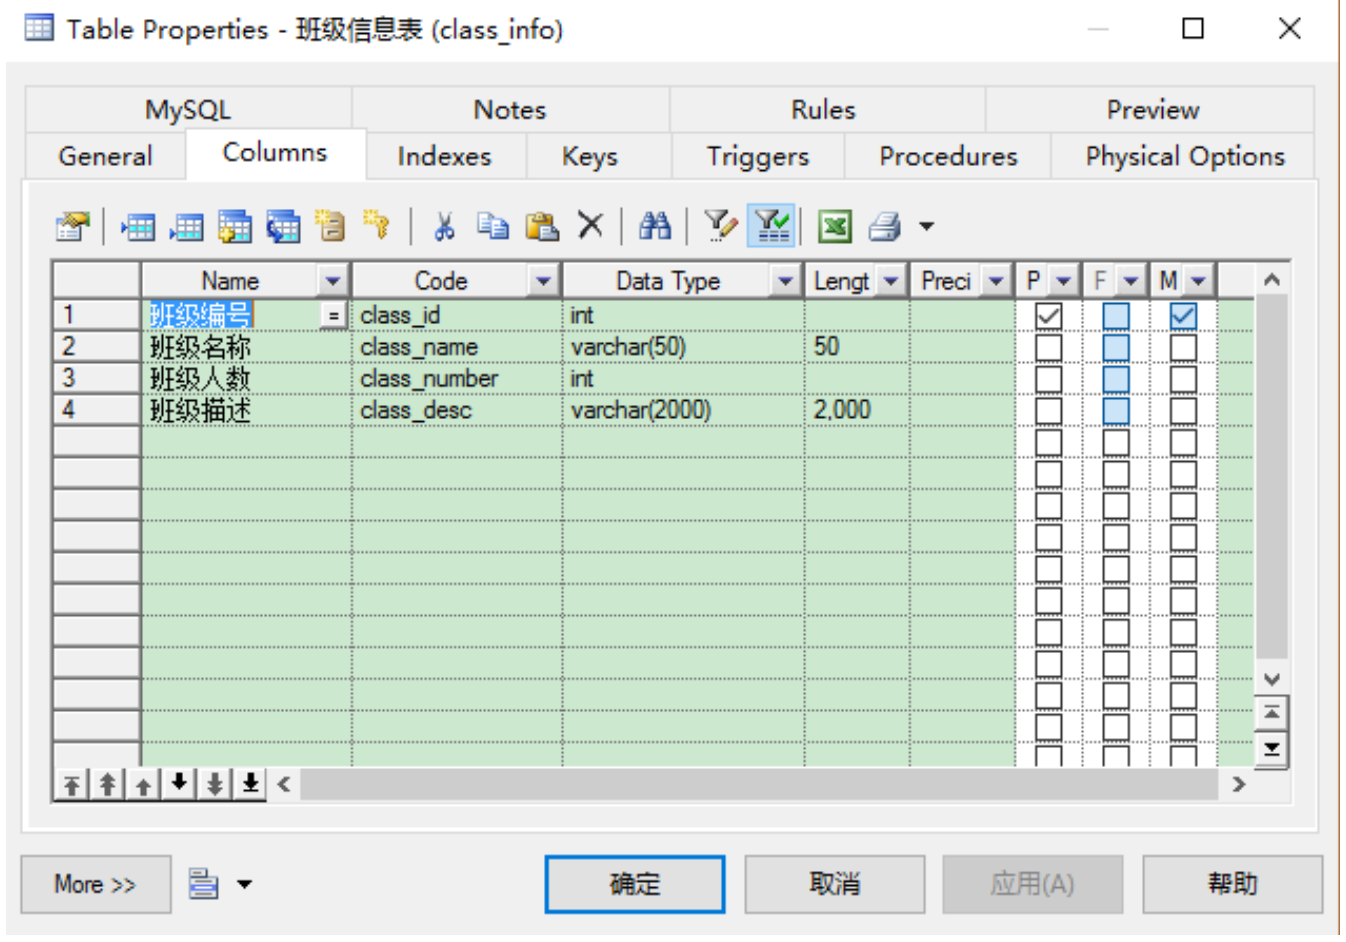 Table Properties - 班级信息表 (class_info)
MySQL Notes Rules Preview
General Columns Indexes Keys Triggers Procedures Physical Options
Name Code Data Type Lengt Preci P F M
1 班级编号 = class_id int
2 班级名称 class_name varchar(50) 50
3 班级人数 class_number int
4 班级描述 class_desc varchar(2000) 2,000
More >> 确定 取消 应用(A) 帮助